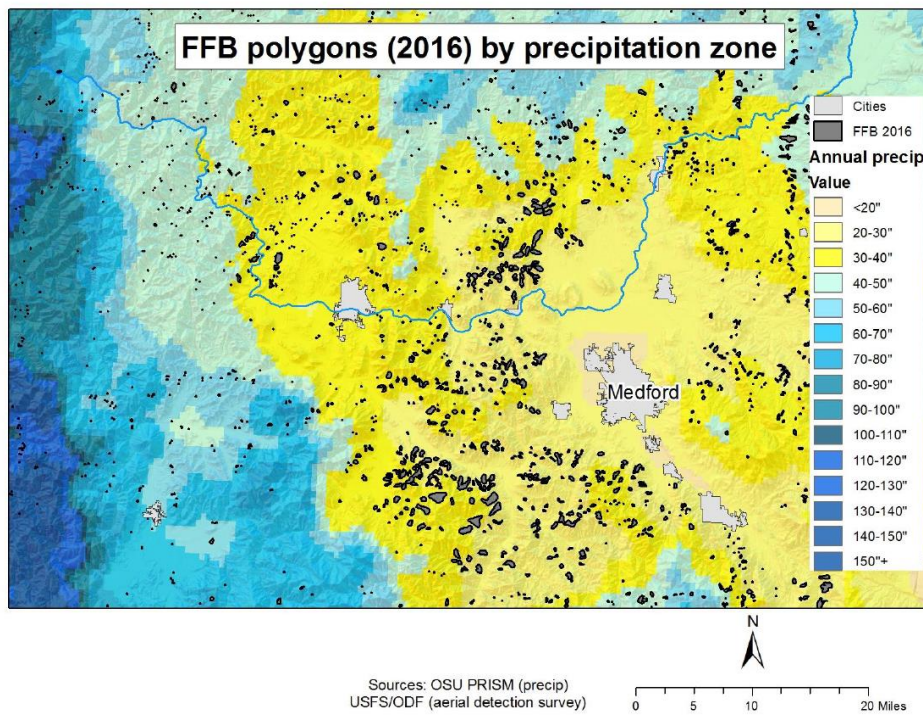 FFB polygons (2016) by precipitation zone
Cities
FFB 2016
Annual precip
Value
<20"
20-30"
30-40"
40-50"
50-60"
60-70"
70-80"
80-90"
90-100"
100-110"
110-120"
120-130"
130-140"
140-150"
150"+
Medford
N
Sources: OSU PRISM (precip)
USFS/ODF (aerial detection survey)
0 5 10 20 Miles